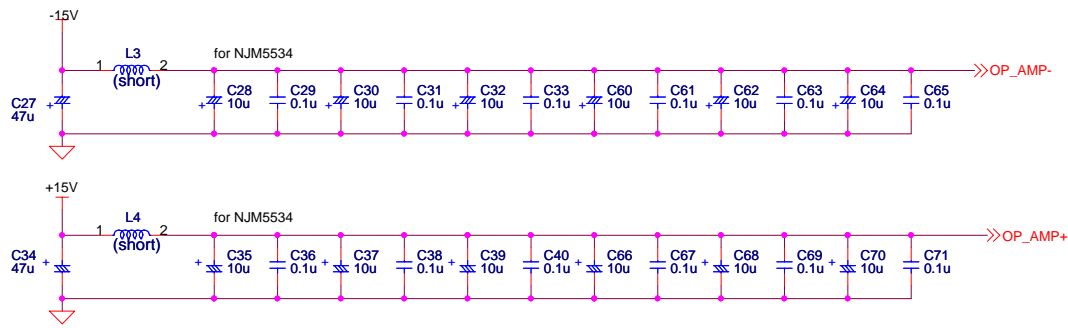 -15V
L3
1 2
(short)
for NJM5534
OP_AMP-
C27
47u
+
C28
10u
+
C29
0.1u
C30
10u
+
C31
0.1u
C32
10u
+
C33
0.1u
C60
10u
+
C61
0.1u
C62
10u
+
C63
0.1u
C64
10u
+
C65
0.1u
+15V
L4
1 2
(short)
for NJM5534
OP_AMP+
C34
47u
+
C35
10u
+
C36
0.1u
C37
10u
+
C38
0.1u
C39
10u
+
C40
0.1u
C66
10u
+
C67
0.1u
C68
10u
+
C69
0.1u
C70
10u
+
C71
0.1u